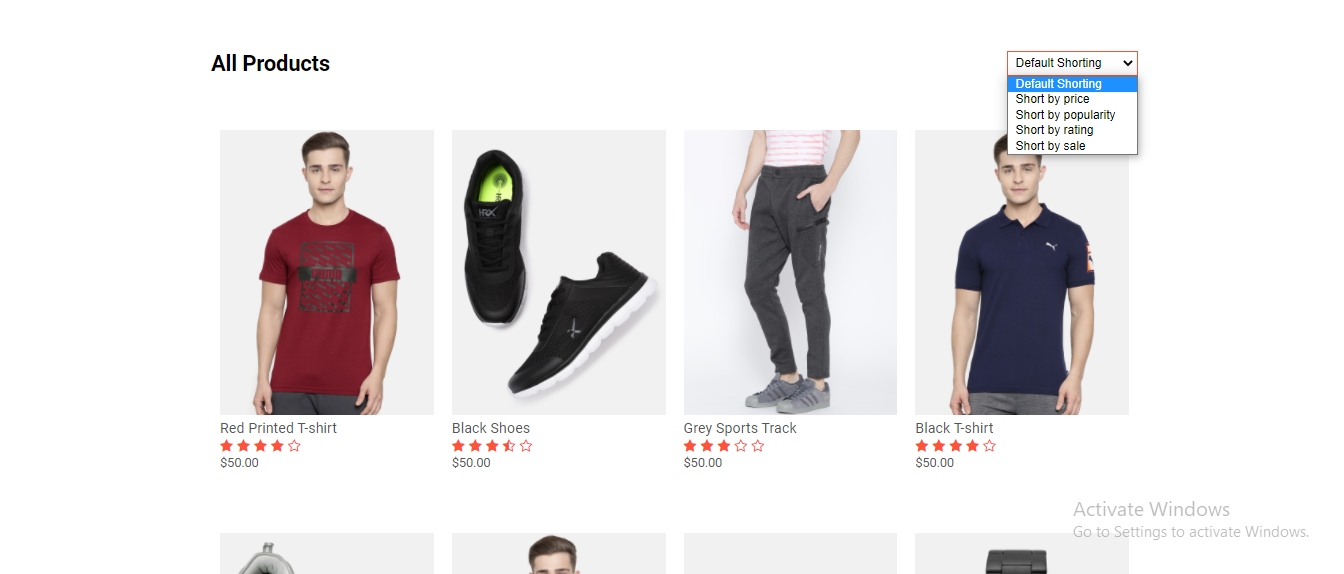 All Products
Default Shorting
Default Shorting
Short by price
Short by popularity
Short by rating
Short by sale
HRX
Red Printed T-shirt
Black Shoes
Grey Sports Track
Black T-shirt
$50.00
$50.00
$50.00
$50.00
Activate Windows
Go to Settings to activate Windows.